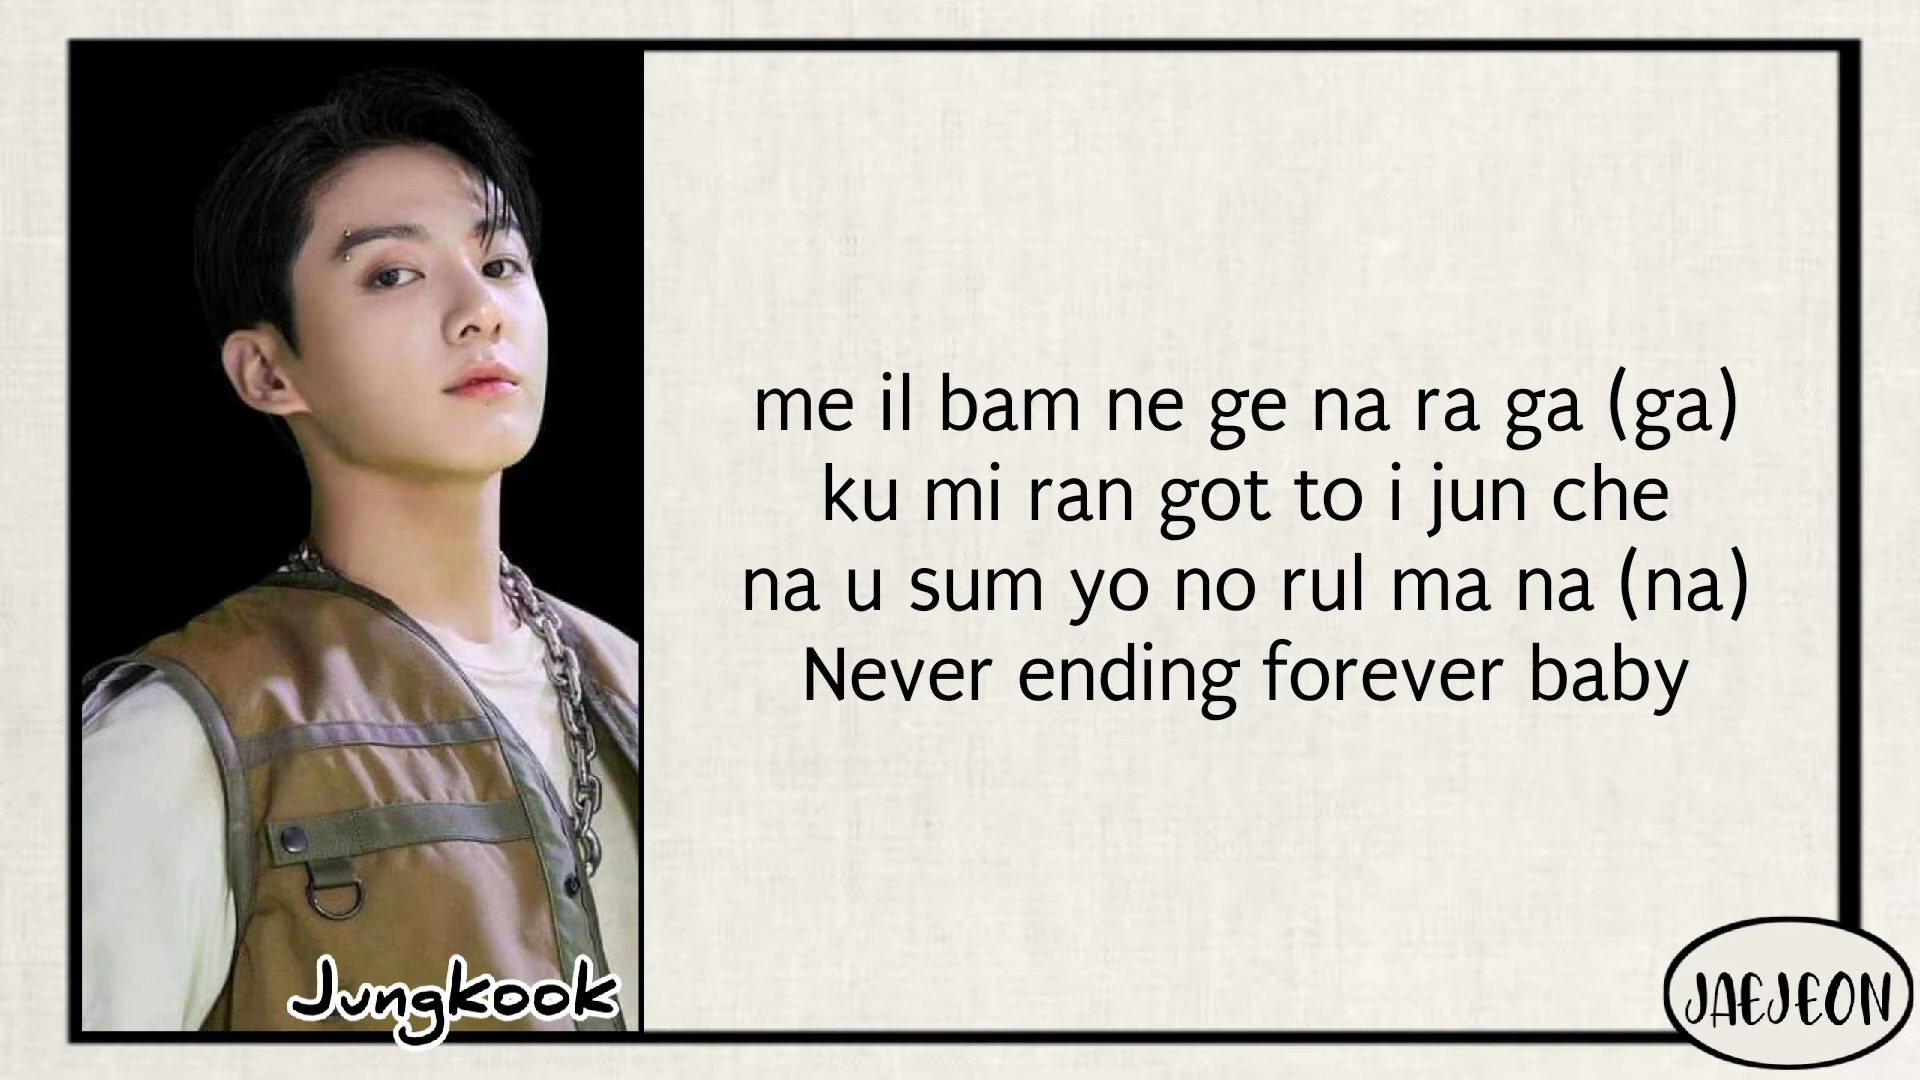 me il bam ne ge na ra ga (ga)
ku mi ran got to i jun che
na u sum yo no rul ma na (na)
Never ending forever baby
Jungkook
JAEJEON